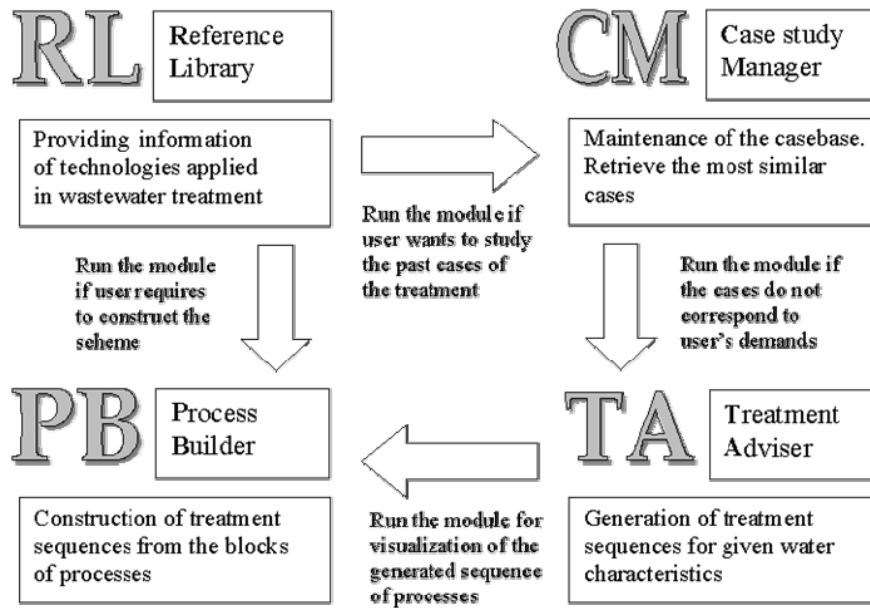 RL
Reference
Library
Providing information
of technologies applied
in wastewater treatment
CM
Case study
Manager
Maintenance of the casebase.
Retrieve the most similar
cases
Run the module if
user wants to study
the past cases of
the treatment
Run the module
if user requires
to construct the
scheme
Run the module if
the cases do not
correspond to
user's demands
PB
Process
Builder
Construction of treatment
sequences from the blocks
of processes
Run the module for
visualization of the
generated sequence
of processes
TA
Treatment
Adviser
Generation of treatment
sequences for given water
characteristics